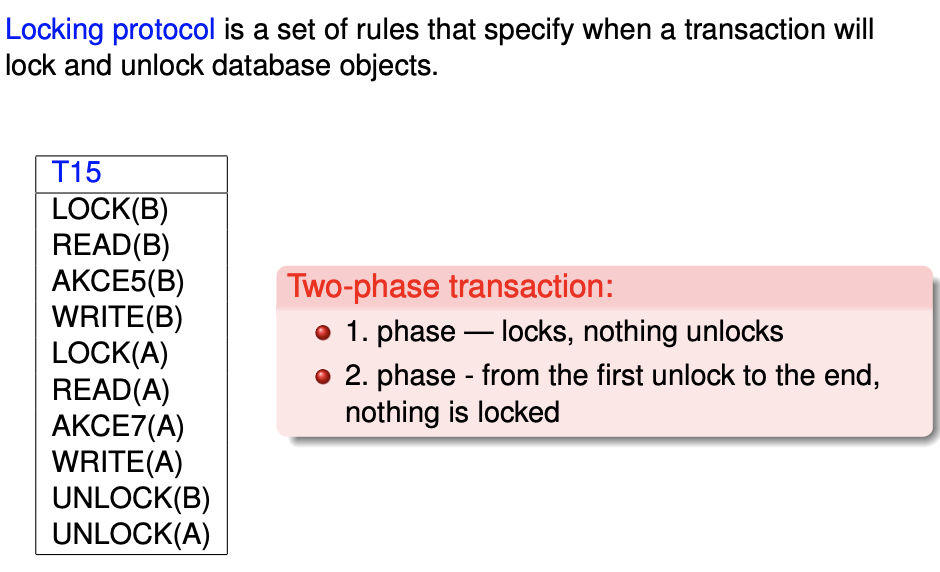 Locking protocol is a set of rules that specify when a transaction will
lock and unlock database objects.
T15
LOCK(B)
READ(B)
AKCE5(B)
WRITE(B)
LOCK(A)
READ(A)
AKCE7(A)
WRITE(A)
UNLOCK(B)
UNLOCK(A)
Two-phase transaction:
1. phase — locks, nothing unlocks
2. phase - from the first unlock to the end,
nothing is locked